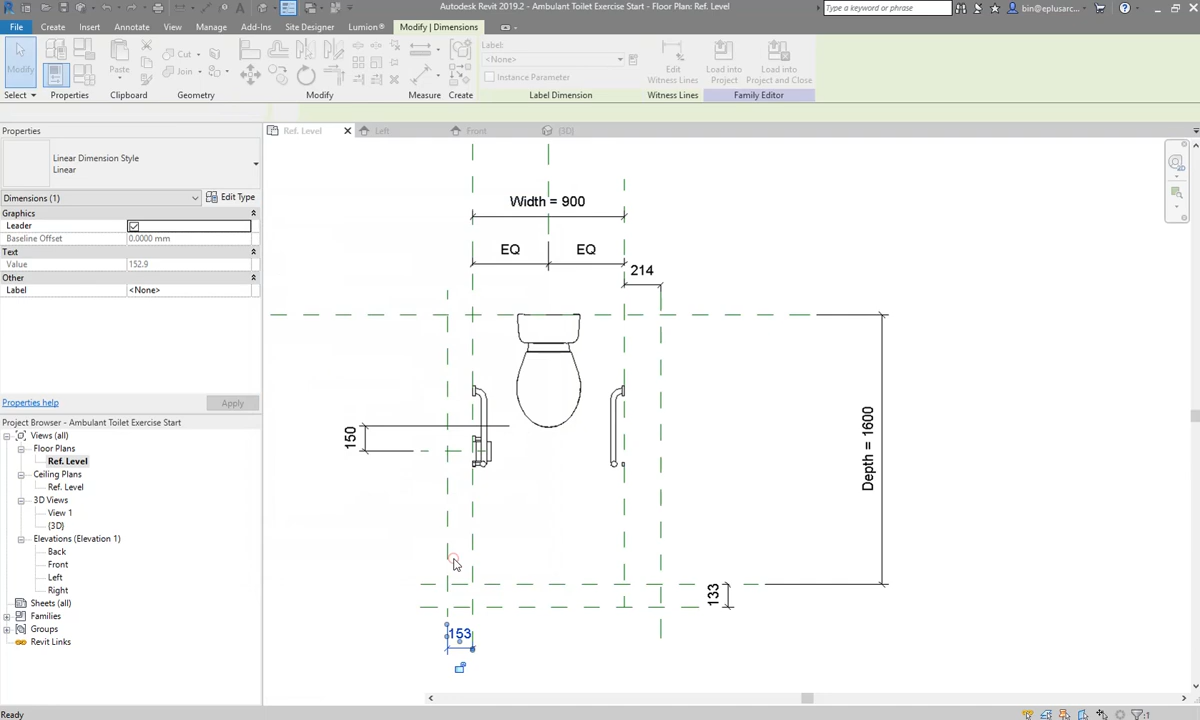 Autodesk Revit 2019.2 - Ambulant Toilet Exercise Start - Floor Plan: Ref. Level
Type a keyword or phrase
bin@eplusarc...
File Create Insert Annotate View Manage Add-Ins Site Designer Lumion® Modify | Dimensions
Modify
Paste
Cut
Join
Label:
<None>
Instance Parameter
Edit Witness Lines
Load into Project
Load into Project and Close
Select Properties Clipboard Geometry Modify Measure Create Label Dimension Witness Lines Family Editor
Properties
Linear Dimension Style
Linear
Dimensions (1)
Edit Type
Graphics
Leader
Baseline Offset 0.0000 mm
Text
Value 152.9
Other
Label <None>
Properties help
Apply
Project Browser - Ambulant Toilet Exercise Start
Views (all)
Floor Plans
Ref. Level
Ceiling Plans
Ref. Level
3D Views
View 1
{3D}
Elevations (Elevation 1)
Back
Front
Left
Right
Sheets (all)
Families
Groups
Revit Links
Ref. Level
Left
Front
{3D}
Width = 900
EQ EQ
214
150
Depth = 1600
133
153
Ready
:1